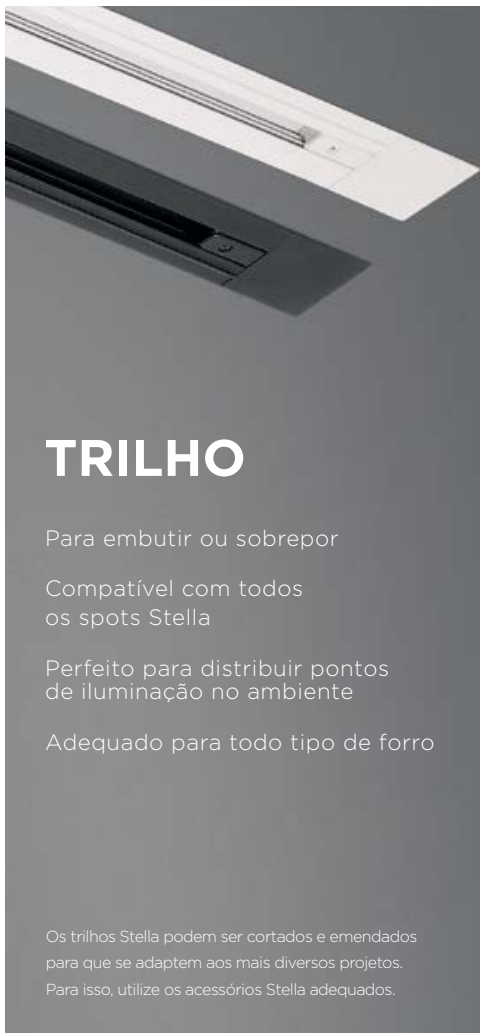 TRILHO
Para embutir ou sobrepor
Compatível com todos
os spots Stella
Perfeito para distribuir pontos
de iluminação no ambiente
Adequado para todo tipo de forro
Os trilhos Stella podem ser cortados e emendados
para que se adaptem aos mais diversos projetos.
Para isso, utilize os acessórios Stella adequados.